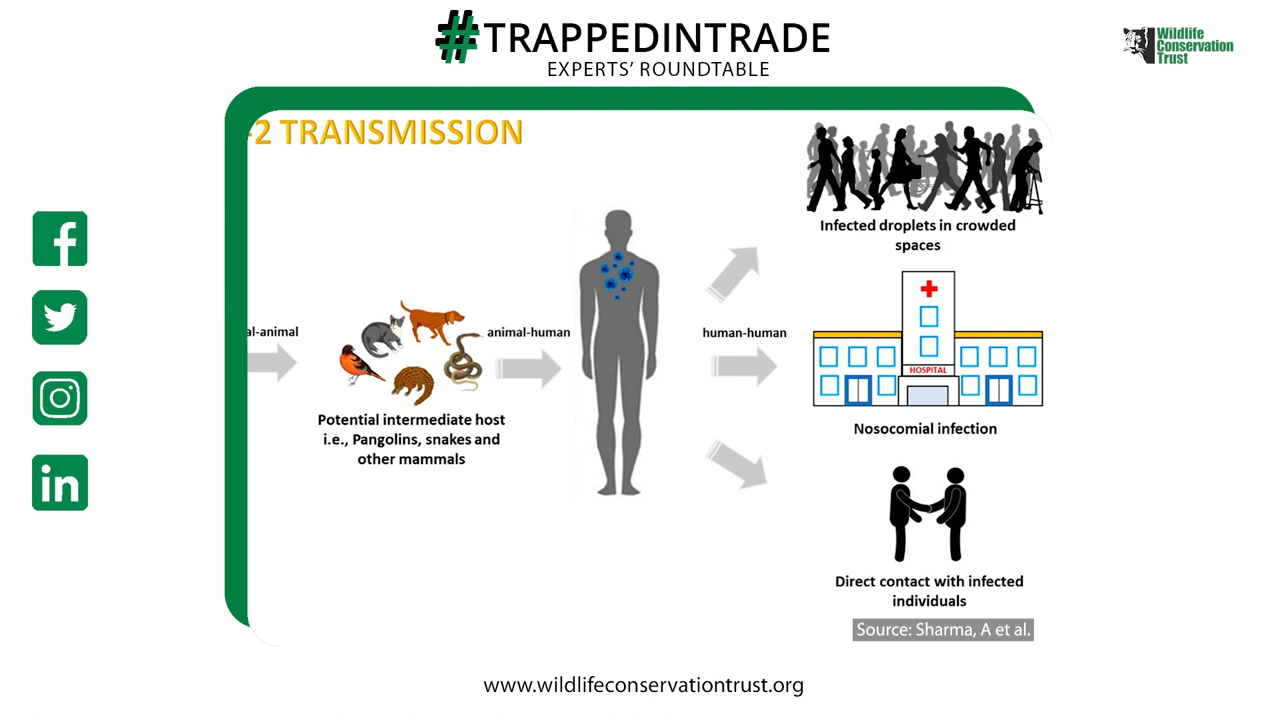 #TRAPPEDINTRADE
EXPERTS' ROUNDTABLE
Wildlife
Conservation
Trust
-2 TRANSMISSION
Infected droplets in crowded
spaces
al-animal
animal-human
human-human
HOSPITAL
Potential intermediate host
i.e., Pangolins, snakes and
other mammals
Nosocomial infection
Direct contact with infected
individuals
Source: Sharma, A et al.
www.wildlifeconservationtrust.org